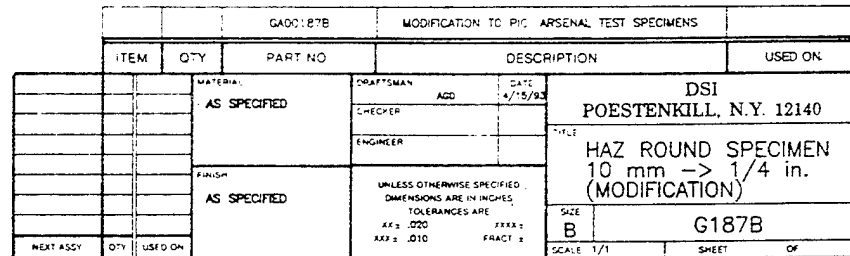 GA00187B MODIFICATION TO PIC ARSENAL TEST SPECIMENS
ITEM QTY PART NO DESCRIPTION USED ON
MATERIAL
AS SPECIFIED
DRAFTSMAN
AGD
DATE
4/15/93
CHECKER
ENGINEER
DSI
POESTENKILL, N.Y. 12140
TITLE
HAZ ROUND SPECIMEN
10 mm -> 1/4 in.
(MODIFICATION)
FINISH
AS SPECIFIED
UNLESS OTHERWISE SPECIFIED
DIMENSIONS ARE IN INCHES
TOLERANCES ARE
XX ± .020 XXXX ±
XXX ± .010 FRACT ±
SIZE
B
G187B
NEXT ASSY QTY USED ON
SCALE 1/1 SHEET OF